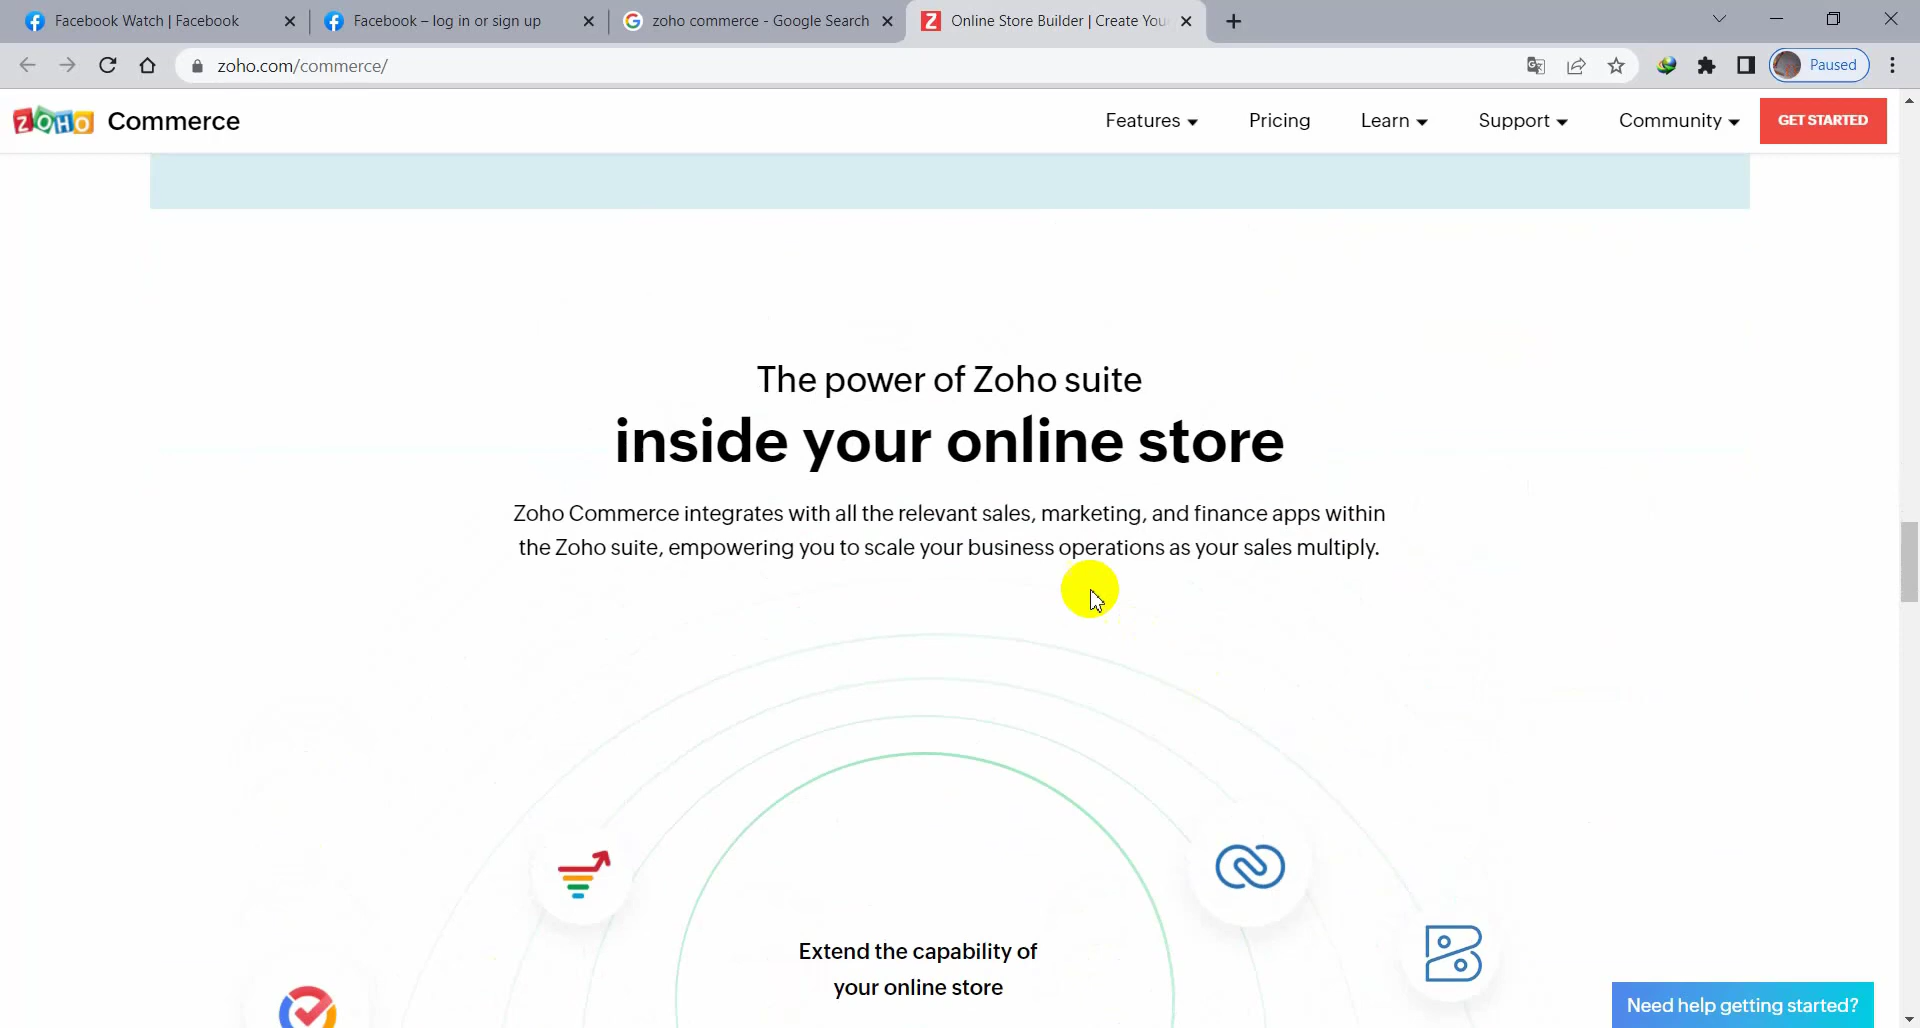 Facebook Watch | Facebook
Facebook – log in or sign up
zoho commerce - Google Search
Online Store Builder | Create You
zoho.com/commerce/
Paused
ZOHO Commerce
Features
Pricing
Learn
Support
Community
GET STARTED
The power of Zoho suite
inside your online store
Zoho Commerce integrates with all the relevant sales, marketing, and finance apps within
the Zoho suite, empowering you to scale your business operations as your sales multiply.
Extend the capability of
your online store
Need help getting started?